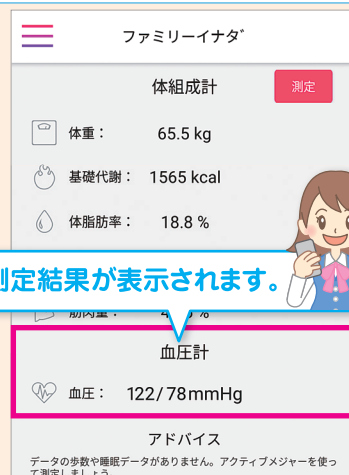 ファミリーイナダ
体組成計
測定
体重： 65.5 kg
基礎代謝： 1565 kcal
体脂肪率： 18.8 %
定結果が表示されます。
筋肉量：
血圧計
血圧： 122/78mmHg
アドバイス
データの歩数や睡眠データがありません。アクティブメジャーを使っ
て測定しましょう